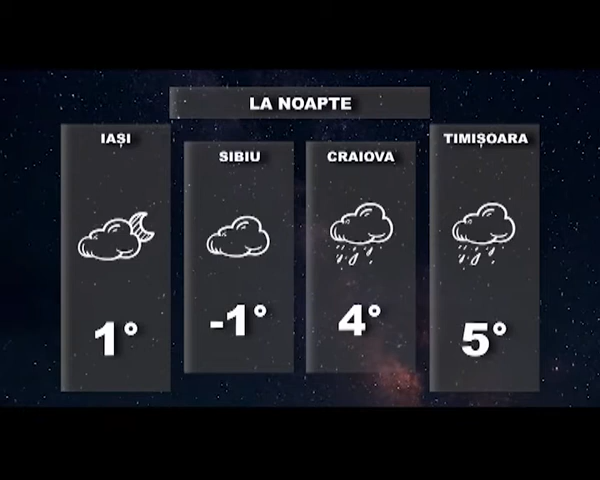 LA NOAPTE
IAȘI
SIBIU
CRAIOVA
TIMIȘOARA
1°
-1°
4°
5°